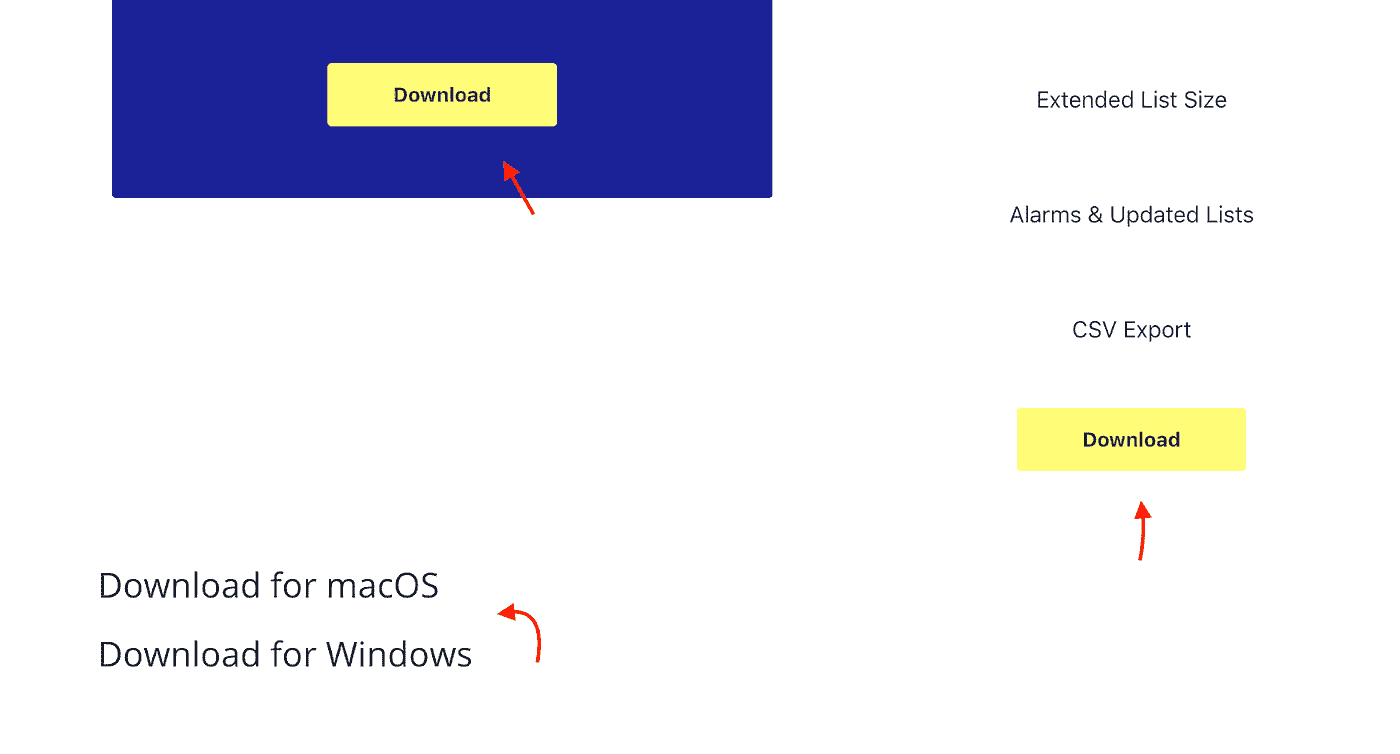 Download
Extended List Size
Alarms & Updated Lists
CSV Export
Download
Download for macOS
Download for Windows